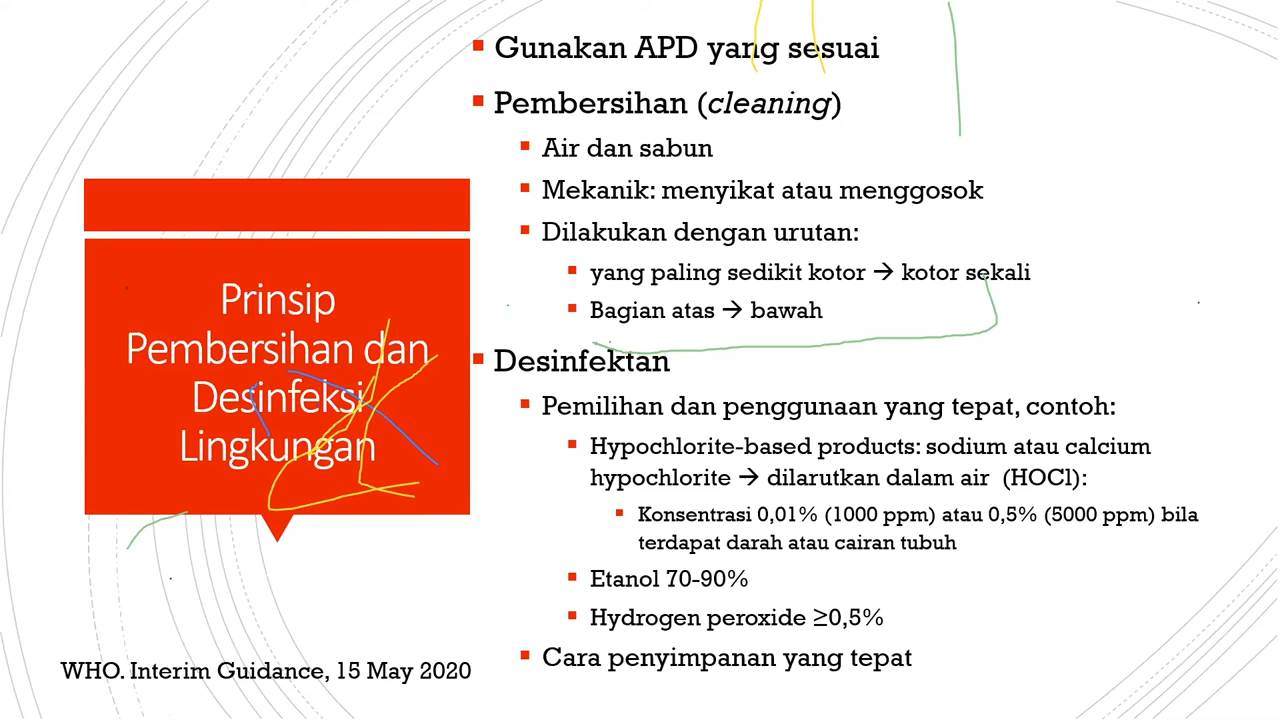 Prinsip
Pembersihan dan
Desinfeksi
Lingkungan
WHO. Interim Guidance, 15 May 2020
Gunakan APD yang sesuai
Pembersihan (cleaning)
Air dan sabun
Mekanik: menyikat atau menggosok
Dilakukan dengan urutan:
yang paling sedikit kotor → kotor sekali
Bagian atas → bawah
Desinfektan
Pemilihan dan penggunaan yang tepat, contoh:
Hypochlorite-based products: sodium atau calcium
hypochlorite → dilarutkan dalam air (HOCl):
Konsentrasi 0,01% (1000 ppm) atau 0,5% (5000 ppm) bila
terdapat darah atau cairan tubuh
Etanol 70-90%
Hydrogen peroxide ≥0,5%
Cara penyimpanan yang tepat